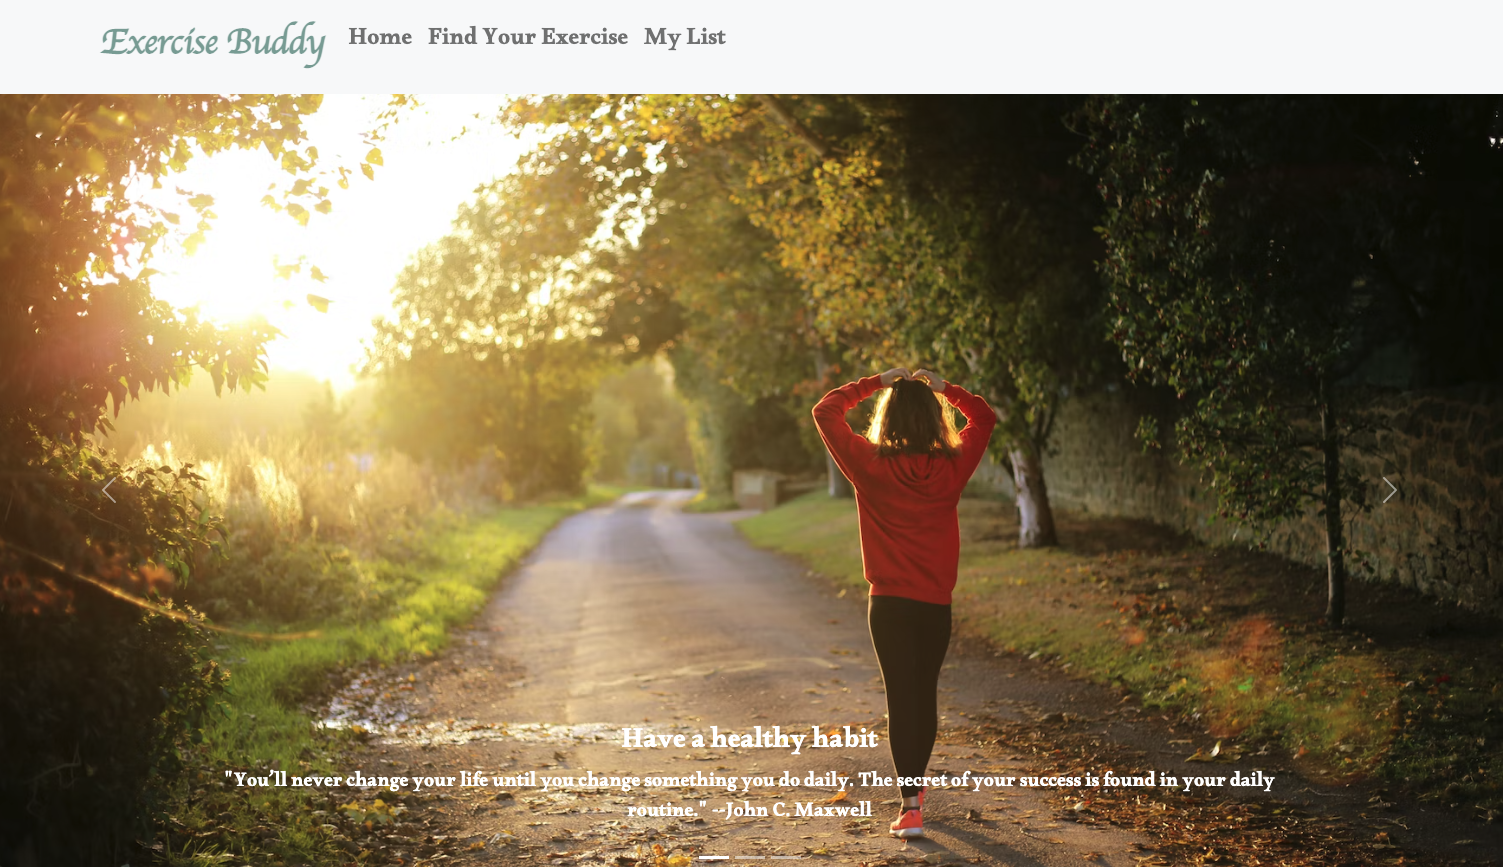 Exercise Buddy Home Find Your Exercise My List
Have a healthy habit
"You’ll never change your life until you change something you do daily. The secret of your success is found in your daily
routine." --John C. Maxwell